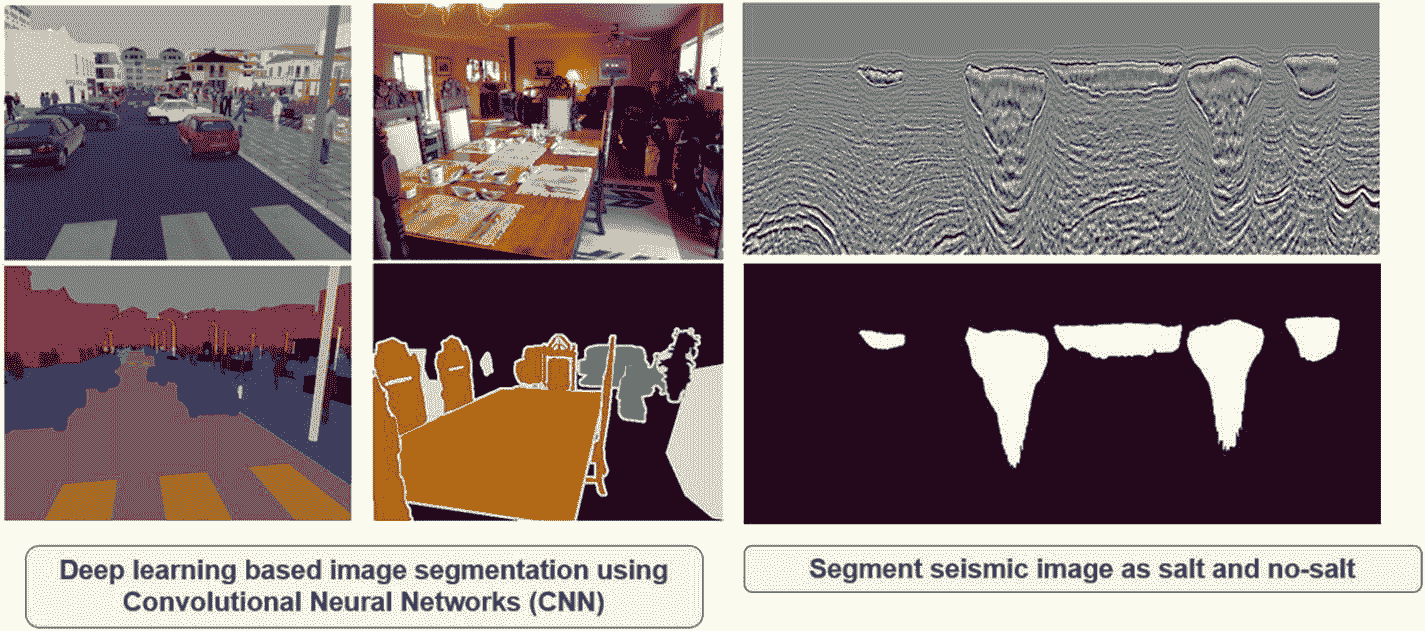 Deep learning based image segmentation using
Convolutional Neural Networks (CNN)
Segment seismic image as salt and no-salt